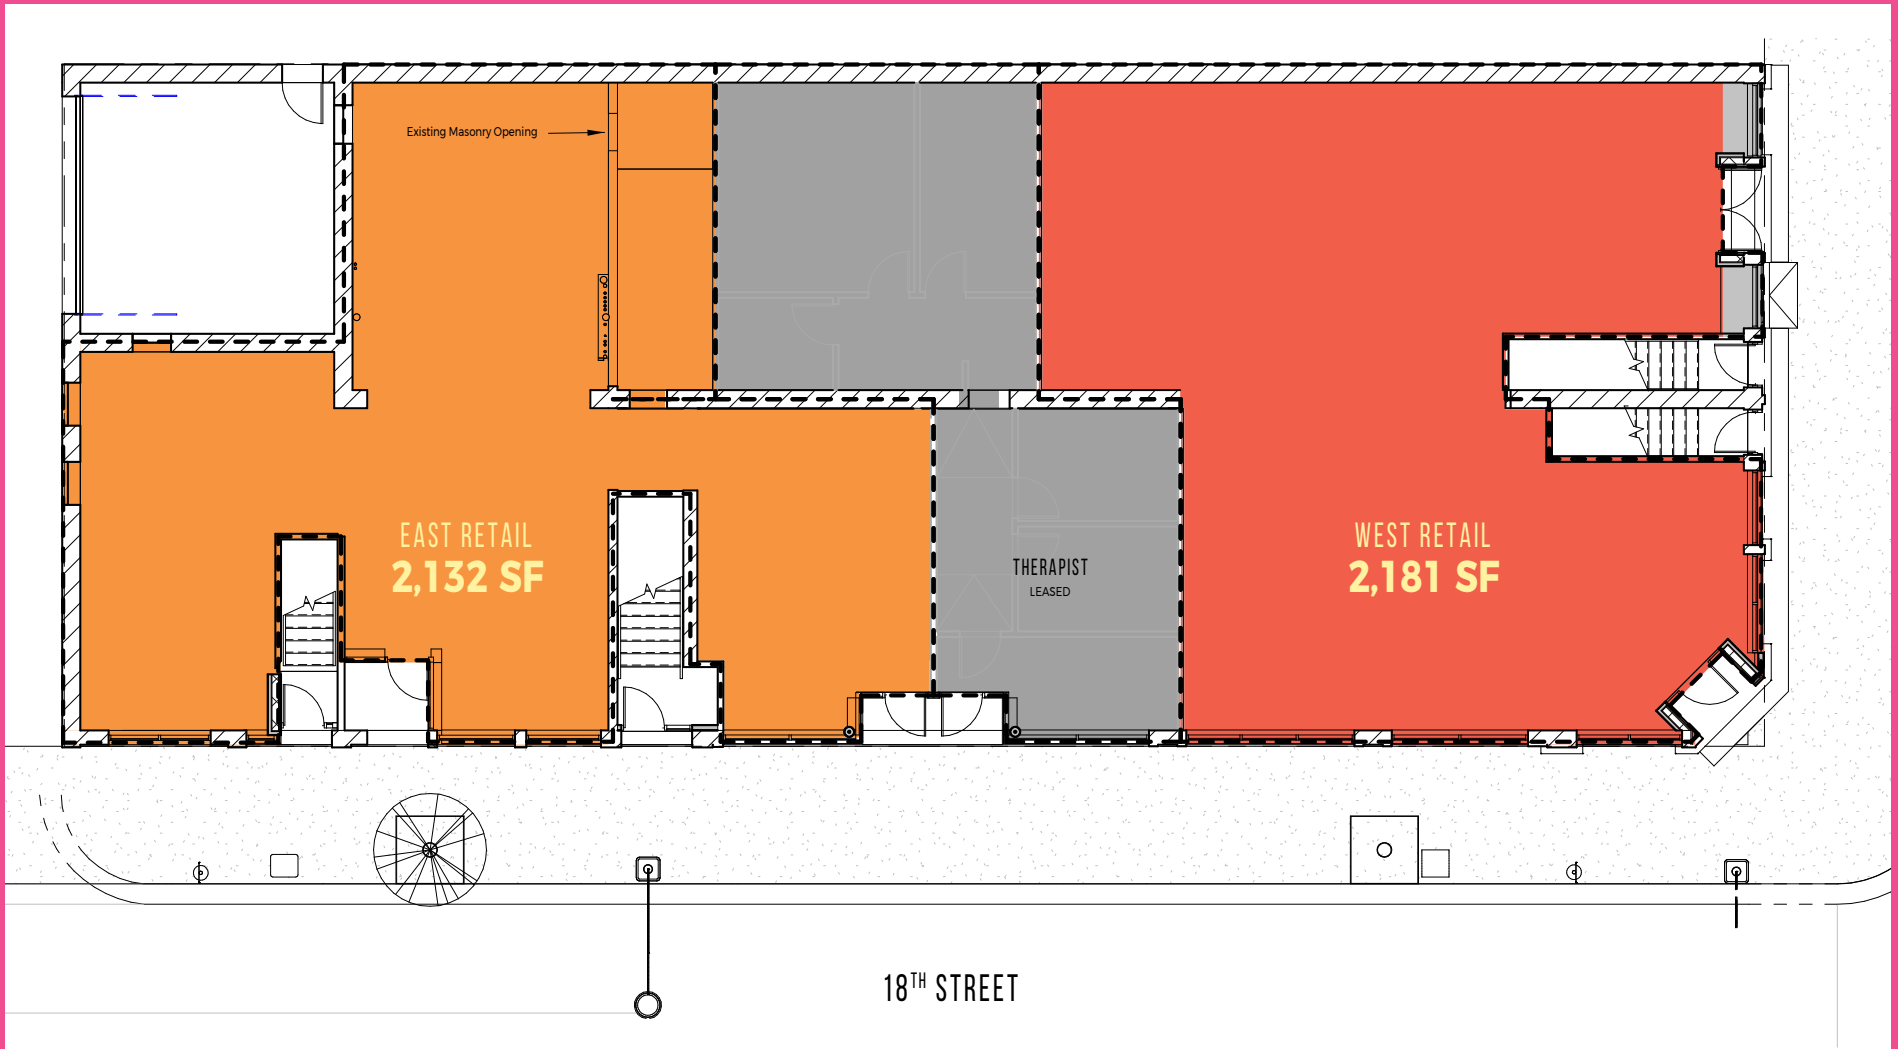 Existing Masonry Opening
EAST RETAIL
2,132 SF
WEST RETAIL
2,181 SF
THERAPIST
LEASED
18TH STREET